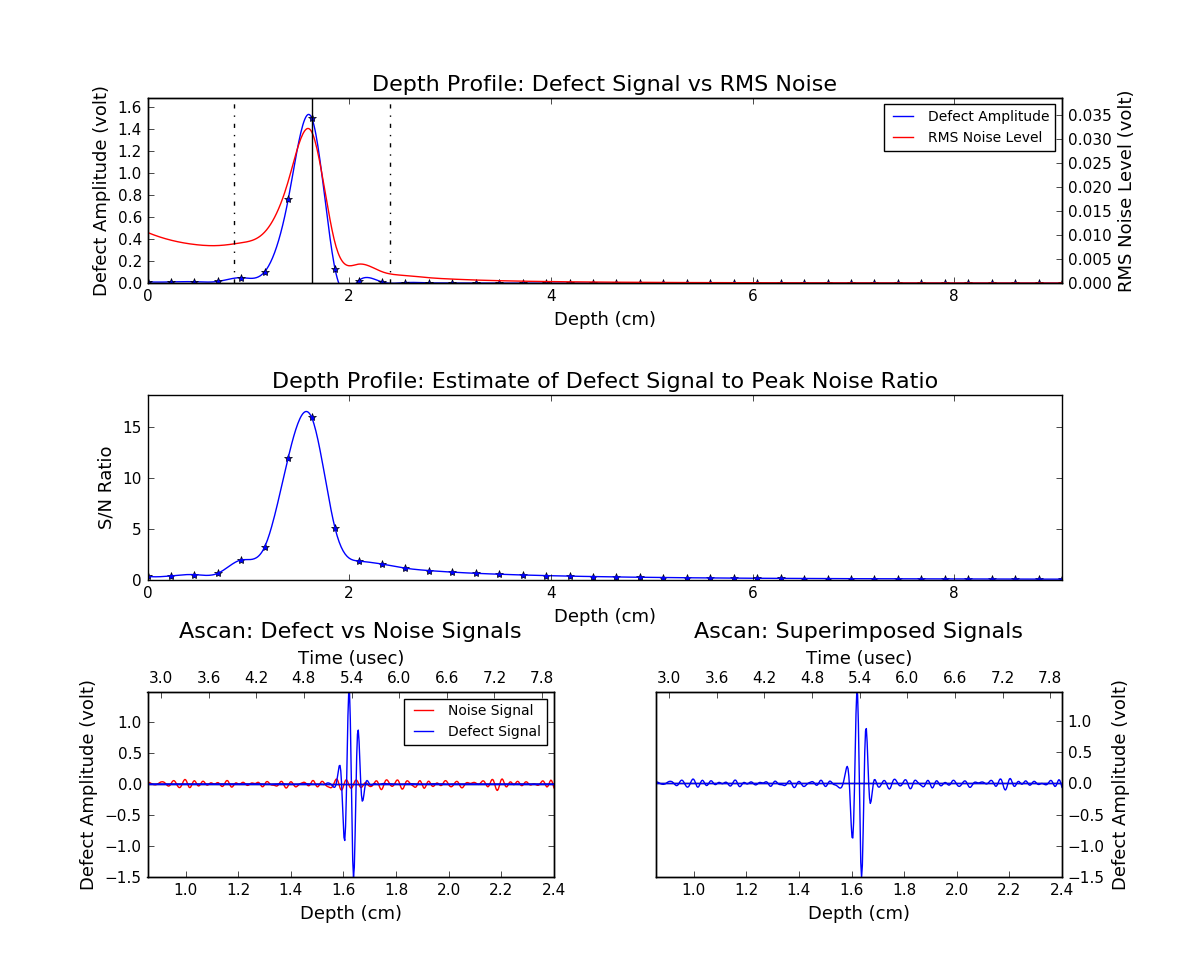 Depth Profile: Defect Signal vs RMS Noise
Defect Amplitude (volt)
1.6
1.4
1.2
1.0
0.8
0.6
0.4
0.2
0.0
Defect Amplitude
RMS Noise Level
0.035
0.030
0.025
0.020
0.015
0.010
0.005
0.000
RMS Noise Level (volt)
0 2 4 6 8
Depth (cm)
Depth Profile: Estimate of Defect Signal to Peak Noise Ratio
S/N Ratio
15
10
5
0
0 2 4 6 8
Depth (cm)
Ascan: Defect vs Noise Signals
Time (usec)
3.0 3.6 4.2 4.8 5.4 6.0 6.6 7.2 7.8
Defect Amplitude (volt)
1.0
0.5
0.0
−0.5
−1.0
−1.5
Noise Signal
Defect Signal
1.0 1.2 1.4 1.6 1.8 2.0 2.2 2.4
Depth (cm)
Ascan: Superimposed Signals
Time (usec)
3.0 3.6 4.2 4.8 5.4 6.0 6.6 7.2 7.8
1.0
0.5
0.0
−0.5
−1.0
−1.5
Defect Amplitude (volt)
1.0 1.2 1.4 1.6 1.8 2.0 2.2 2.4
Depth (cm)